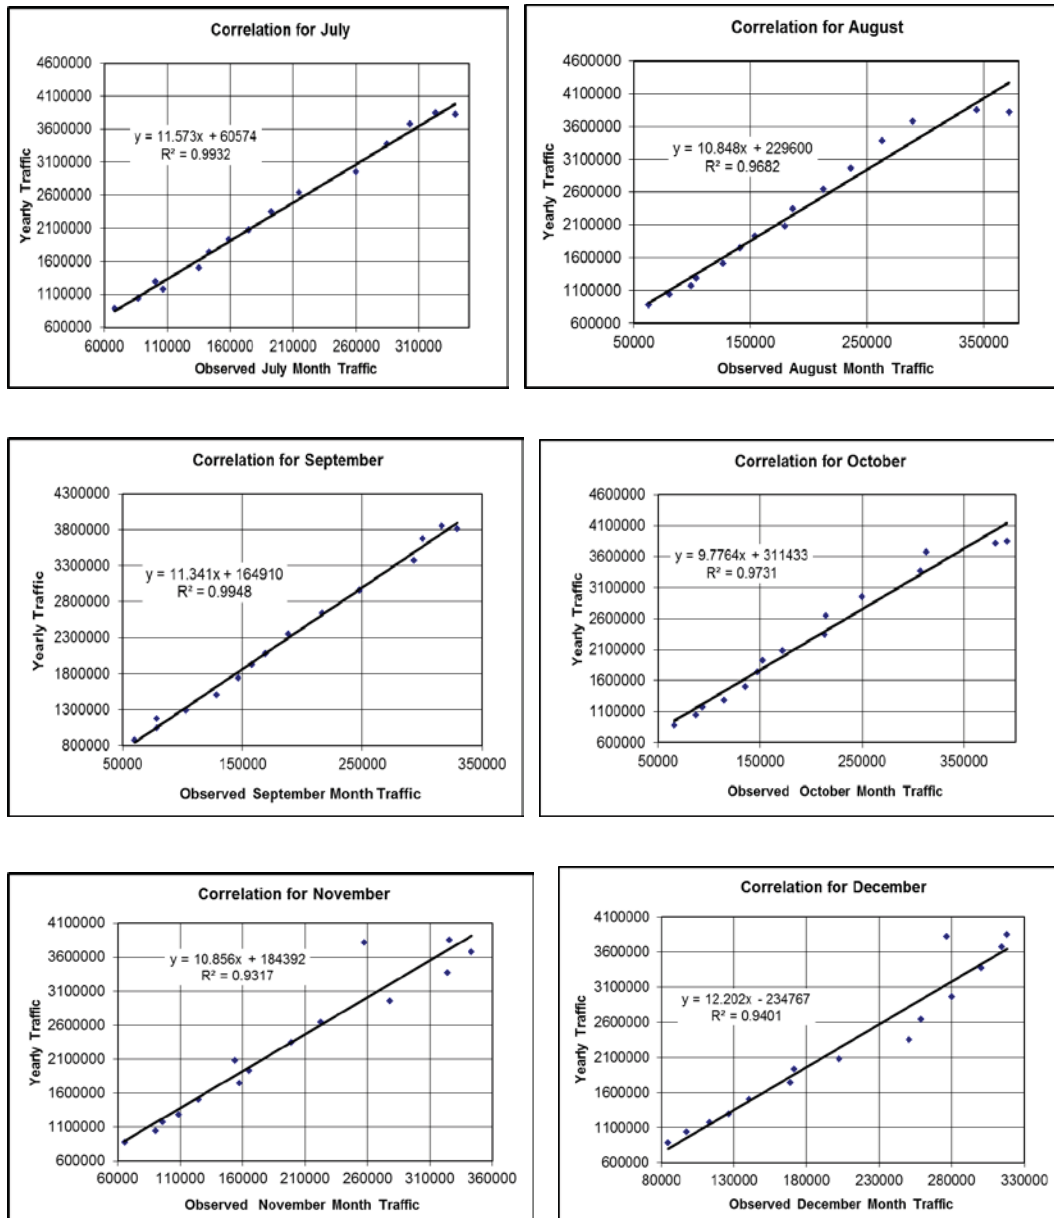 Correlation for July
4600000
4100000
3600000
3100000
2600000
2100000
1600000
1100000
600000
Yearly Traffic
y = 11.573x + 60574
R² = 0.9932
60000 110000 160000 210000 260000 310000
Observed July Month Traffic
Correlation for August
4600000
4100000
3600000
3100000
2600000
2100000
1600000
1100000
600000
Yearly Traffic
y = 10.848x + 229600
R² = 0.9682
50000 150000 250000 350000
Observed August Month Traffic
Correlation for September
4300000
3800000
3300000
2800000
2300000
1800000
1300000
800000
Yearly Traffic
y = 11.341x + 164910
R² = 0.9948
50000 150000 250000 350000
Observed September Month Traffic
Correlation for October
4600000
4100000
3600000
3100000
2600000
2100000
1600000
1100000
600000
Yearly Traffic
y = 9.7764x + 311433
R² = 0.9731
50000 150000 250000 350000
Observed October Month Traffic
Correlation for November
4100000
3600000
3100000
2600000
2100000
1600000
1100000
600000
Yearly Traffic
y = 10.856x + 184392
R² = 0.9317
60000 110000 160000 210000 260000 310000 360000
Observed November Month Traffic
Correlation for December
4100000
3600000
3100000
2600000
2100000
1600000
1100000
600000
Yearly Traffic
y = 12.202x - 234767
R² = 0.9401
80000 130000 180000 230000 280000 330000
Observed December Month Traffic